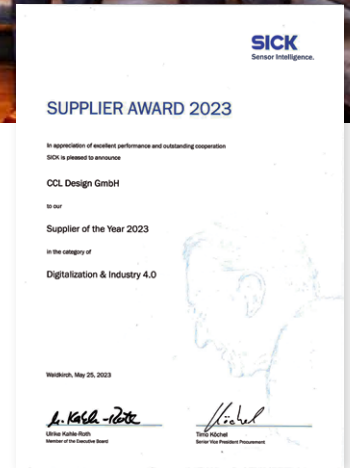 SICK
Sensor Intelligence.
SUPPLIER AWARD 2023
In appreciation of excellent performance and outstanding cooperation
SICK is pleased to announce
CCL Design GmbH
to our
Supplier of the Year 2023
in the category of
Digitalization & Industry 4.0
Waldkirch, May 25, 2023
Ulrike Kahle-Roth
Member of the Executive Board
Timo Köchel
Senior Vice President Procurement